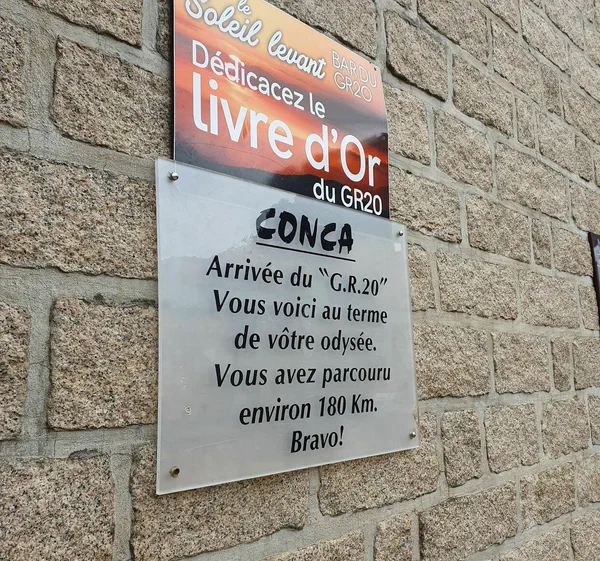 le
Soleil levant
BAR DU
GR20
Dédicacez le
livre d'Or
du GR20
CONCA
Arrivée du "G.R.20"
Vous voici au terme
de vôtre odysée.
Vous avez parcouru
environ 180 Km.
Bravo!